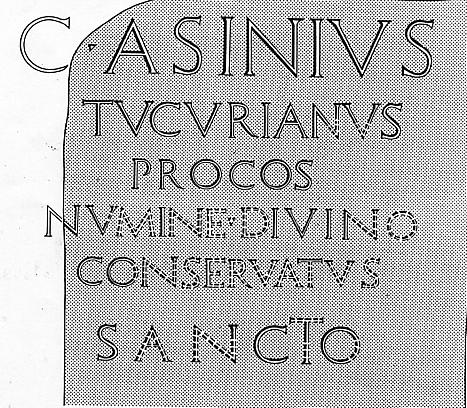 C · ASINIVS
TVCVRIANVS
PROCOS
NVMINE · DIVINO
CONSERVATVS
SANCTO